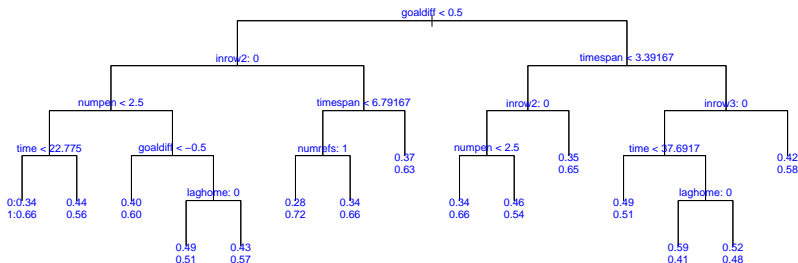 goaldiff < 0.5
inrow2: 0
timespan < 3.39167
numpen < 2.5
timespan < 6.79167
inrow2: 0
inrow3: 0
time < 22.775
goaldiff < −0.5
numrefs: 1
0.37
0.63
numpen < 2.5
0.35
0.65
time < 37.6917
0.42
0.58
0:0.34
1:0.66
0.44
0.56
0.40
0.60
laghome: 0
0.28
0.72
0.34
0.66
0.34
0.66
0.46
0.54
0.49
0.51
laghome: 0
0.49
0.51
0.43
0.57
0.59
0.41
0.52
0.48